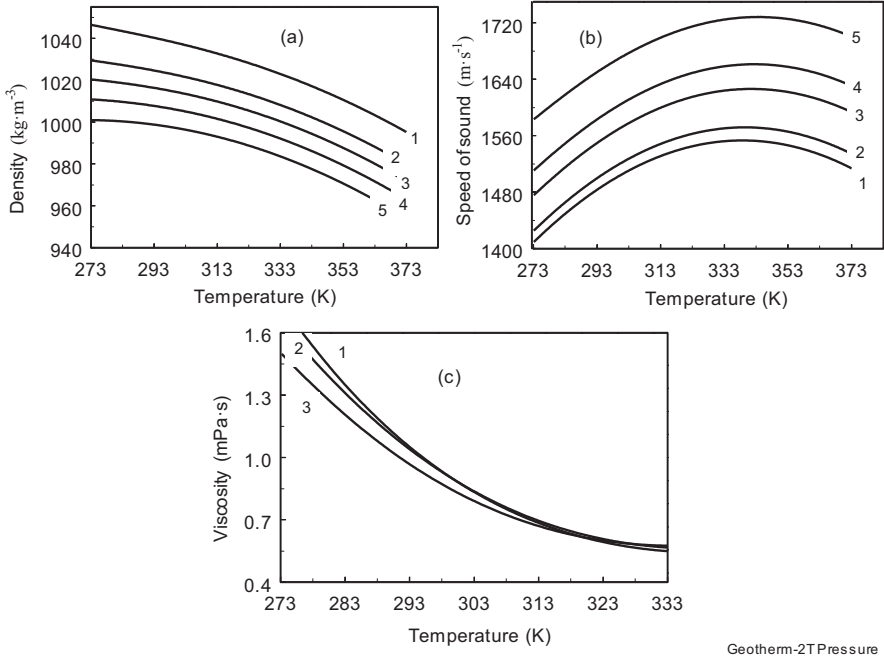 (a)
Density (kg·m-3)
1040
1020
1000
980
960
940
1
2
3
4
5
273 293 313 333 353 373
Temperature (K)
(b)
Speed of sound (m·s-1)
1720
1640
1560
1480
1400
5
4
3
2
1
273 293 313 333 353 373
Temperature (K)
(c)
Viscosity (mPa·s)
1.6
1.3
1.0
0.7
0.4
2
1
3
273 283 293 303 313 323 333
Temperature (K)
Geotherm-2TPressure